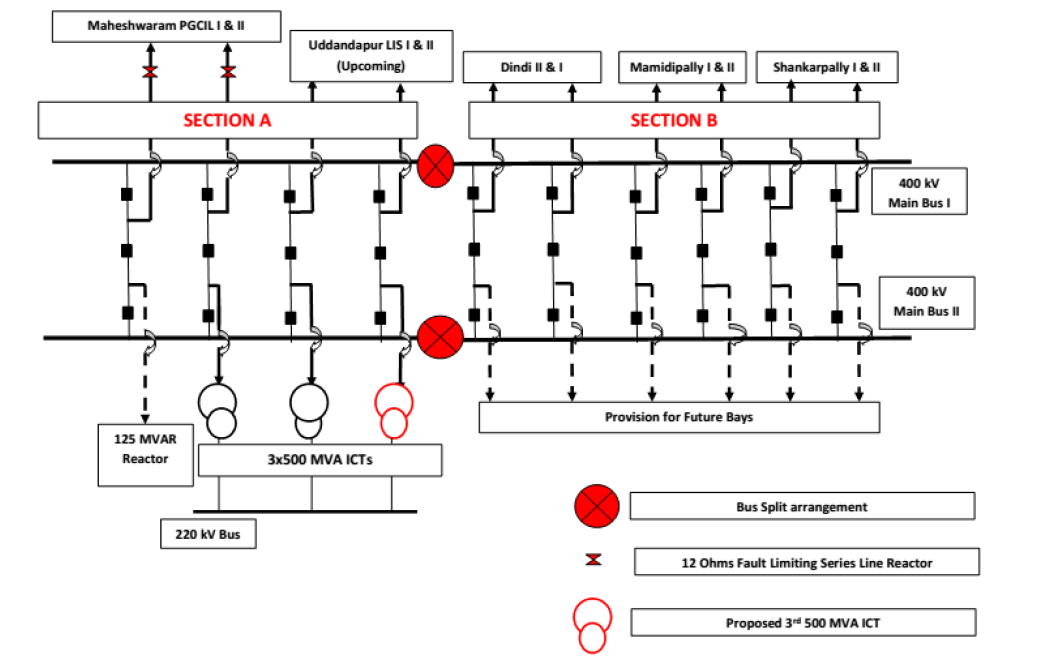 Maheshwaram PGCIL I & II
Uddandapur LIS I & II
(Upcoming)
Dindi II & I
Mamidipally I & II
Shankarpally I & II
SECTION A
SECTION B
400 kV
Main Bus I
400 kV
Main Bus II
Provision for Future Bays
125 MVAR
Reactor
3x500 MVA ICTs
220 kV Bus
Bus Split arrangement
12 Ohms Fault Limiting Series Line Reactor
Proposed 3rd 500 MVA ICT